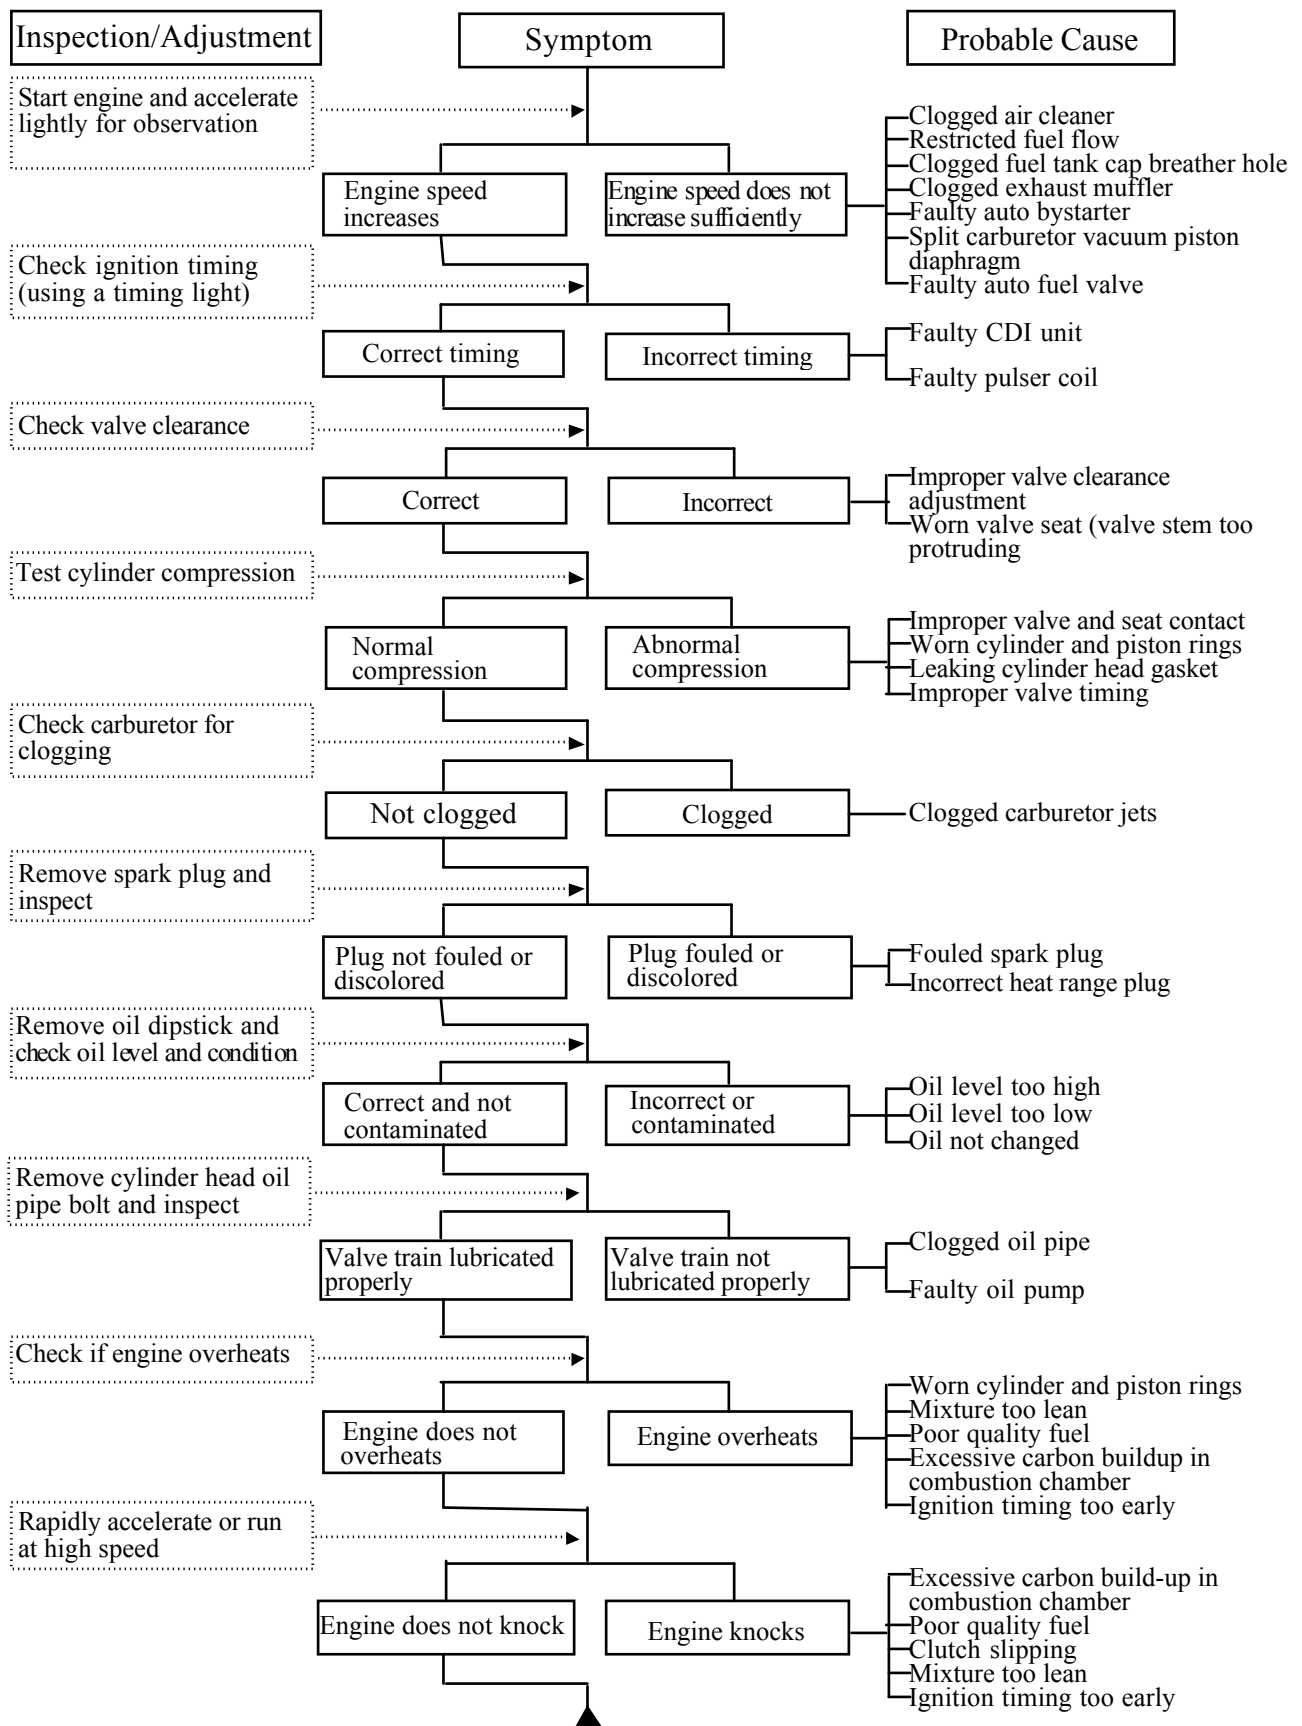 Inspection/Adjustment
Symptom
Probable Cause
Start engine and accelerate
lightly for observation
Clogged air cleaner
Restricted fuel flow
Clogged fuel tank cap breather hole
Clogged exhaust muffler
Faulty auto bystarter
Split carburetor vacuum piston
diaphragm
Faulty auto fuel valve
Engine speed
increases
Engine speed does not
increase sufficiently
Check ignition timing
(using a timing light)
Correct timing
Incorrect timing
Faulty CDI unit
Faulty pulser coil
Check valve clearance
Correct
Incorrect
Improper valve clearance
adjustment
Worn valve seat (valve stem too
protruding
Test cylinder compression
Normal
compression
Abnormal
compression
Improper valve and seat contact
Worn cylinder and piston rings
Leaking cylinder head gasket
Improper valve timing
Check carburetor for
clogging
Not clogged
Clogged
Clogged carburetor jets
Remove spark plug and
inspect
Plug not fouled or
discolored
Plug fouled or
discolored
Fouled spark plug
Incorrect heat range plug
Remove oil dipstick and
check oil level and condition
Correct and not
contaminated
Incorrect or
contaminated
Oil level too high
Oil level too low
Oil not changed
Remove cylinder head oil
pipe bolt and inspect
Valve train lubricated
properly
Valve train not
lubricated properly
Clogged oil pipe
Faulty oil pump
Check if engine overheats
Engine does not
overheats
Engine overheats
Worn cylinder and piston rings
Mixture too lean
Poor quality fuel
Excessive carbon buildup in
combustion chamber
Ignition timing too early
Rapidly accelerate or run
at high speed
Engine does not knock
Engine knocks
Excessive carbon build-up in
combustion chamber
Poor quality fuel
Clutch slipping
Mixture too lean
Ignition timing too early